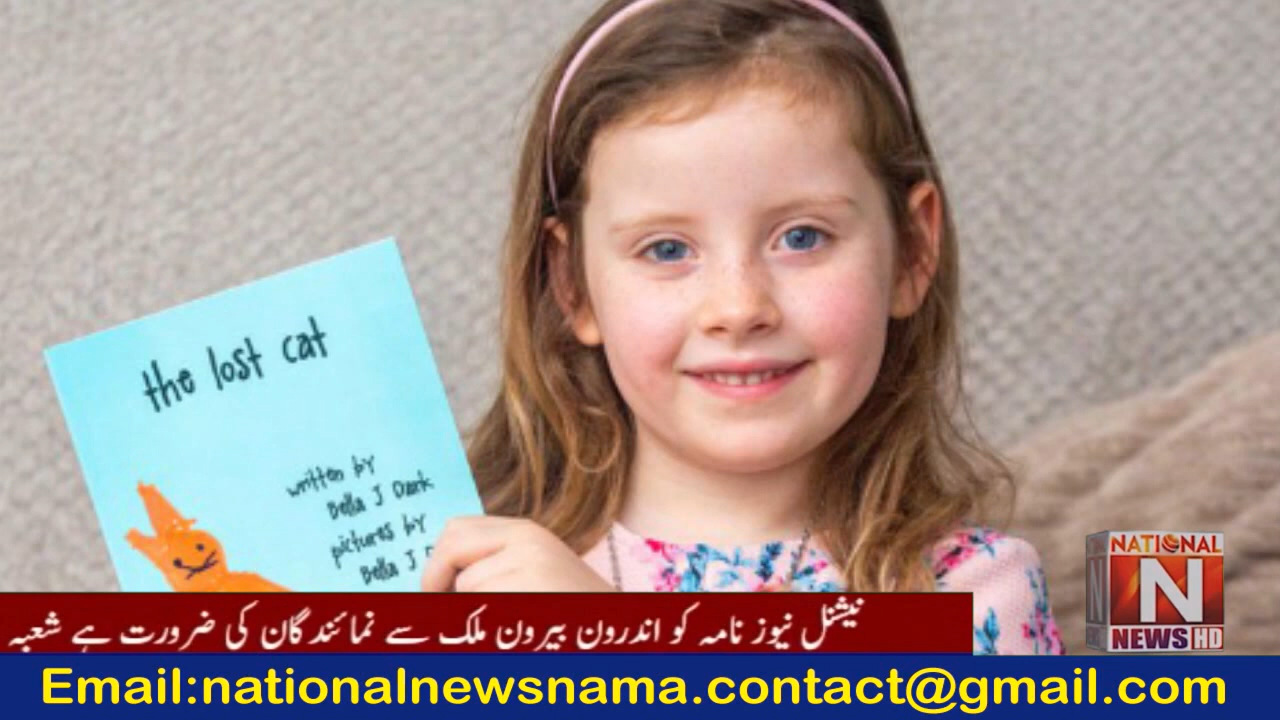 the lost cat
written by
Bella J Dark
pictures by
Bella J
نیشنل نیوز نامہ کو اندرون بیرون ملک سے نمائندگان کی ضرورت ہے شعبہ
NATIONAL
N
NEWS HD
Email:nationalnewsnama.contact@gmail.com